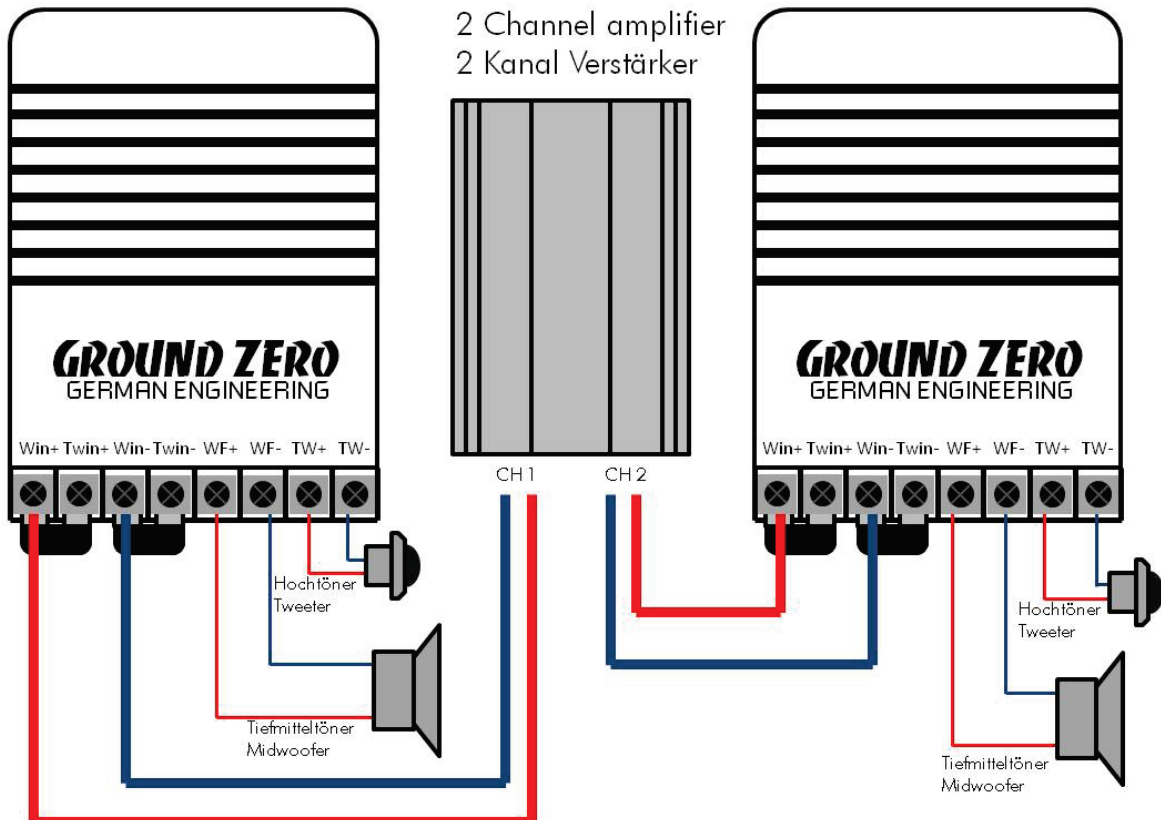 2 Channel amplifier
2 Kanal Verstärker
GROUND ZERO
GERMAN ENGINEERING
Win+ Twin+ Win- Twin- WF+ WF- TW+ TW-
Hochtöner
Tweeter
Tiefmitteltöner
Midwoofer
CH 1 CH 2
GROUND ZERO
GERMAN ENGINEERING
Win+ Twin+ Win- Twin- WF+ WF- TW+ TW-
Hochtöner
Tweeter
Tiefmitteltöner
Midwoofer